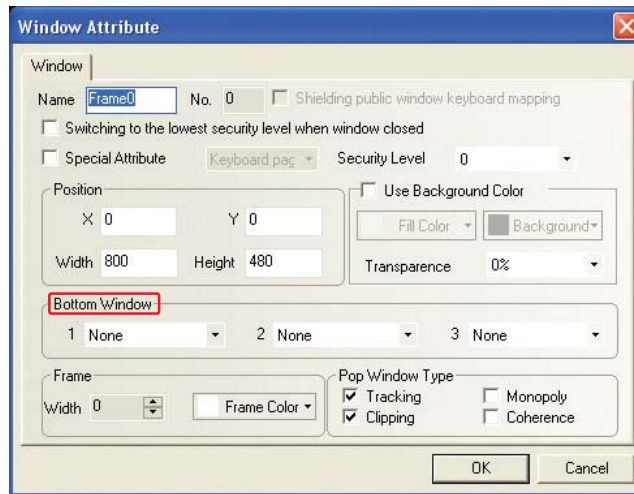 Window Attribute
Window
Name Frame0 No. 0 Shielding public window keyboard mapping
Switching to the lowest security level when window closed
Special Attribute Keyboard pag Security Level 0
Position
X 0 Y 0
Width 800 Height 480
Use Background Color
Fill Color Background
Transparence 0%
Bottom Window
1 None 2 None 3 None
Frame
Width 0 Frame Color
Pop Window Type
Tracking Monopoly
Clipping Coherence
OK Cancel